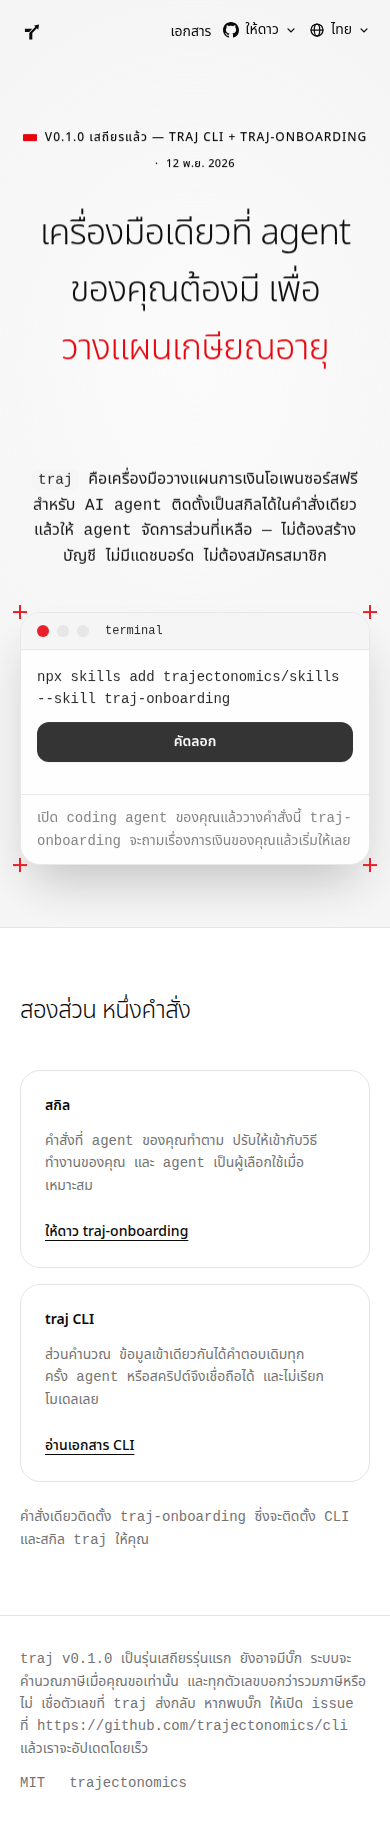 เอกสาร ให้ดาว ไทย
V0.1.0 เสถียรแล้ว — TRAJ CLI + TRAJ-ONBOARDING
· 12 พ.ย. 2026
เครื่องมือเดียวที่ agent
ของคุณต้องมี เพื่อ
วางแผนเกษียณอายุ
traj คือเครื่องมือวางแผนการเงินโอเพนซอร์สฟรี
สำหรับ AI agent ติดตั้งเป็นสกิลได้ในคำสั่งเดียว
แล้วให้ agent จัดการส่วนที่เหลือ — ไม่ต้องสร้าง
บัญชี ไม่มีแดชบอร์ด ไม่ต้องสมัครสมาชิก
terminal
npx skills add trajectonomics/skills
--skill traj-onboarding
คัดลอก
เปิด coding agent ของคุณแล้ววางคำสั่งนี้ traj-
onboarding จะถามเรื่องการเงินของคุณแล้วเริ่มให้เลย
สองส่วน หนึ่งคำสั่ง
สกิล
คำสั่งที่ agent ของคุณทำตาม ปรับให้เข้ากับวิธี
ทำงานของคุณ และ agent เป็นผู้เลือกใช้เมื่อ
เหมาะสม
ให้ดาว traj-onboarding
traj CLI
ส่วนคำนวณ ข้อมูลเข้าเดียวกันได้คำตอบเดิมทุก
ครั้ง agent หรือสคริปต์จึงเชื่อถือได้ และไม่เรียก
โมเดลเลย
อ่านเอกสาร CLI
คำสั่งเดียวติดตั้ง traj-onboarding ซึ่งจะติดตั้ง CLI
และสกิล traj ให้คุณ
traj v0.1.0 เป็นรุ่นเสถียรรุ่นแรก ยังอาจมีบั๊ก ระบบจะ
คำนวณภาษีเมื่อคุณขอเท่านั้น และทุกตัวเลขบอกว่ารวมภาษีหรือ
ไม่ เชื่อตัวเลขที่ traj ส่งกลับ หากพบบั๊ก ให้เปิด issue
ที่ https://github.com/trajectonomics/cli
แล้วเราจะอัปเดตโดยเร็ว
MIT trajectonomics